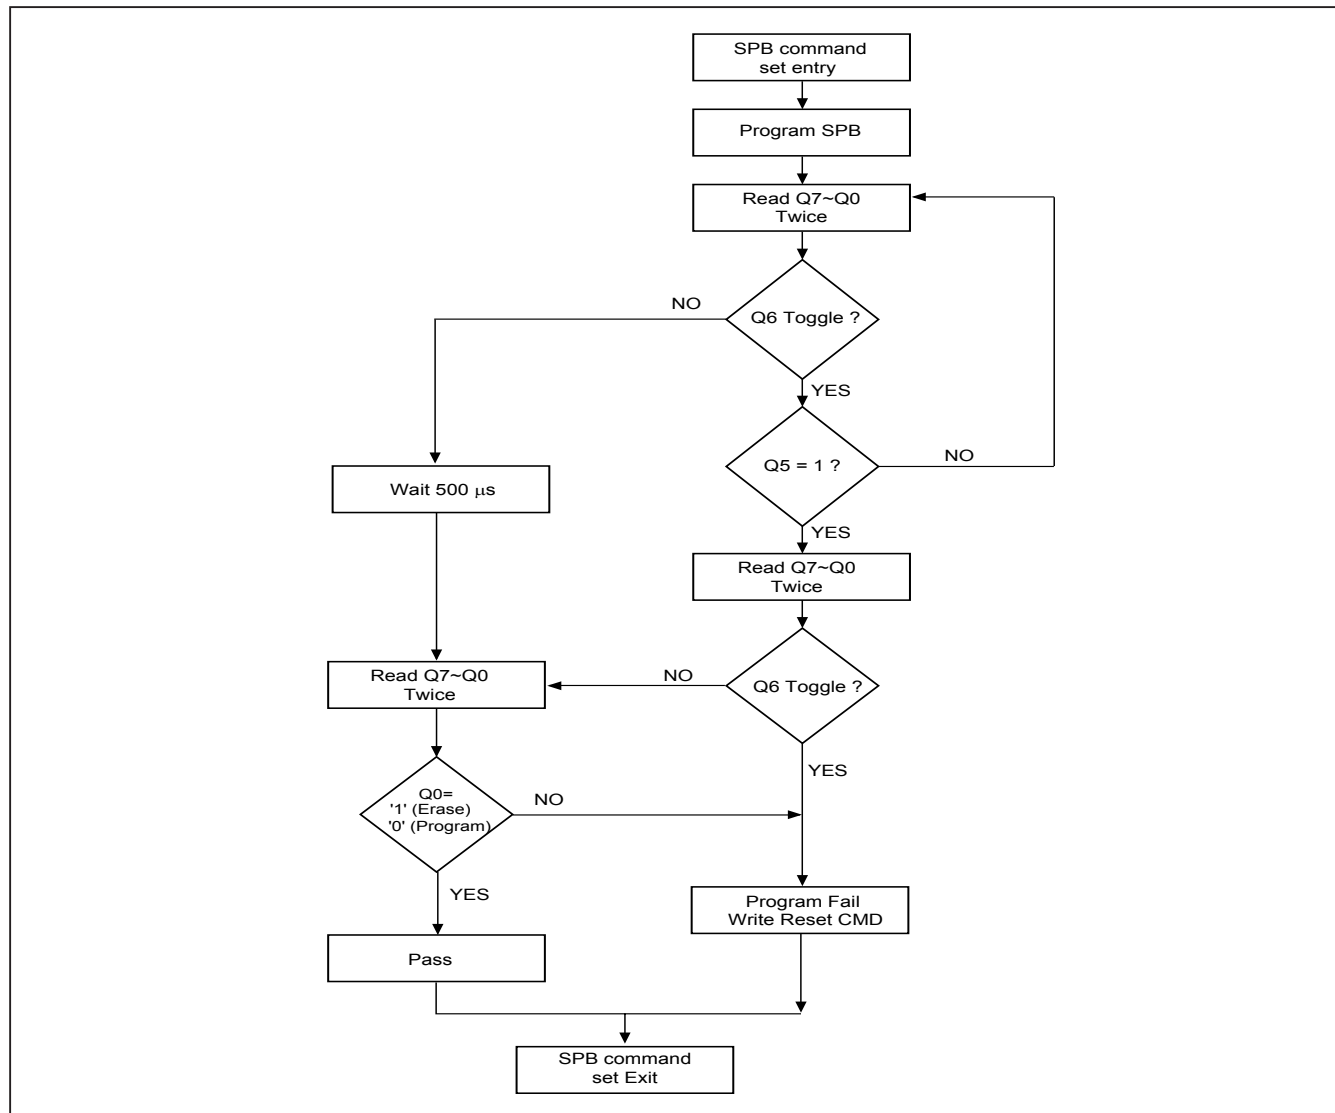 SPB command
set entry
Program SPB
Read Q7~Q0
Twice
Q6 Toggle ?
NO
YES
Q5 = 1 ?
NO
YES
Wait 500 μs
Read Q7~Q0
Twice
Q6 Toggle ?
NO
YES
Read Q7~Q0
Twice
Q0=
'1' (Erase)
'0' (Program)
NO
YES
Program Fail
Write Reset CMD
Pass
SPB command
set Exit